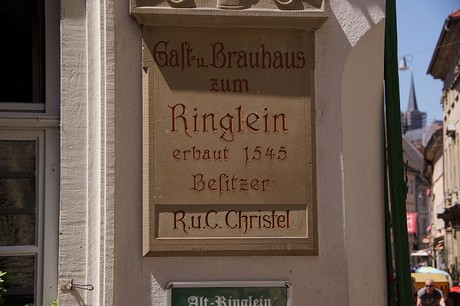 Gaſt-u. Brauhaus
zum
Ringlein
erbaut 1545
Beſitzer
R.u.C. Christel
Alt-Ringlein